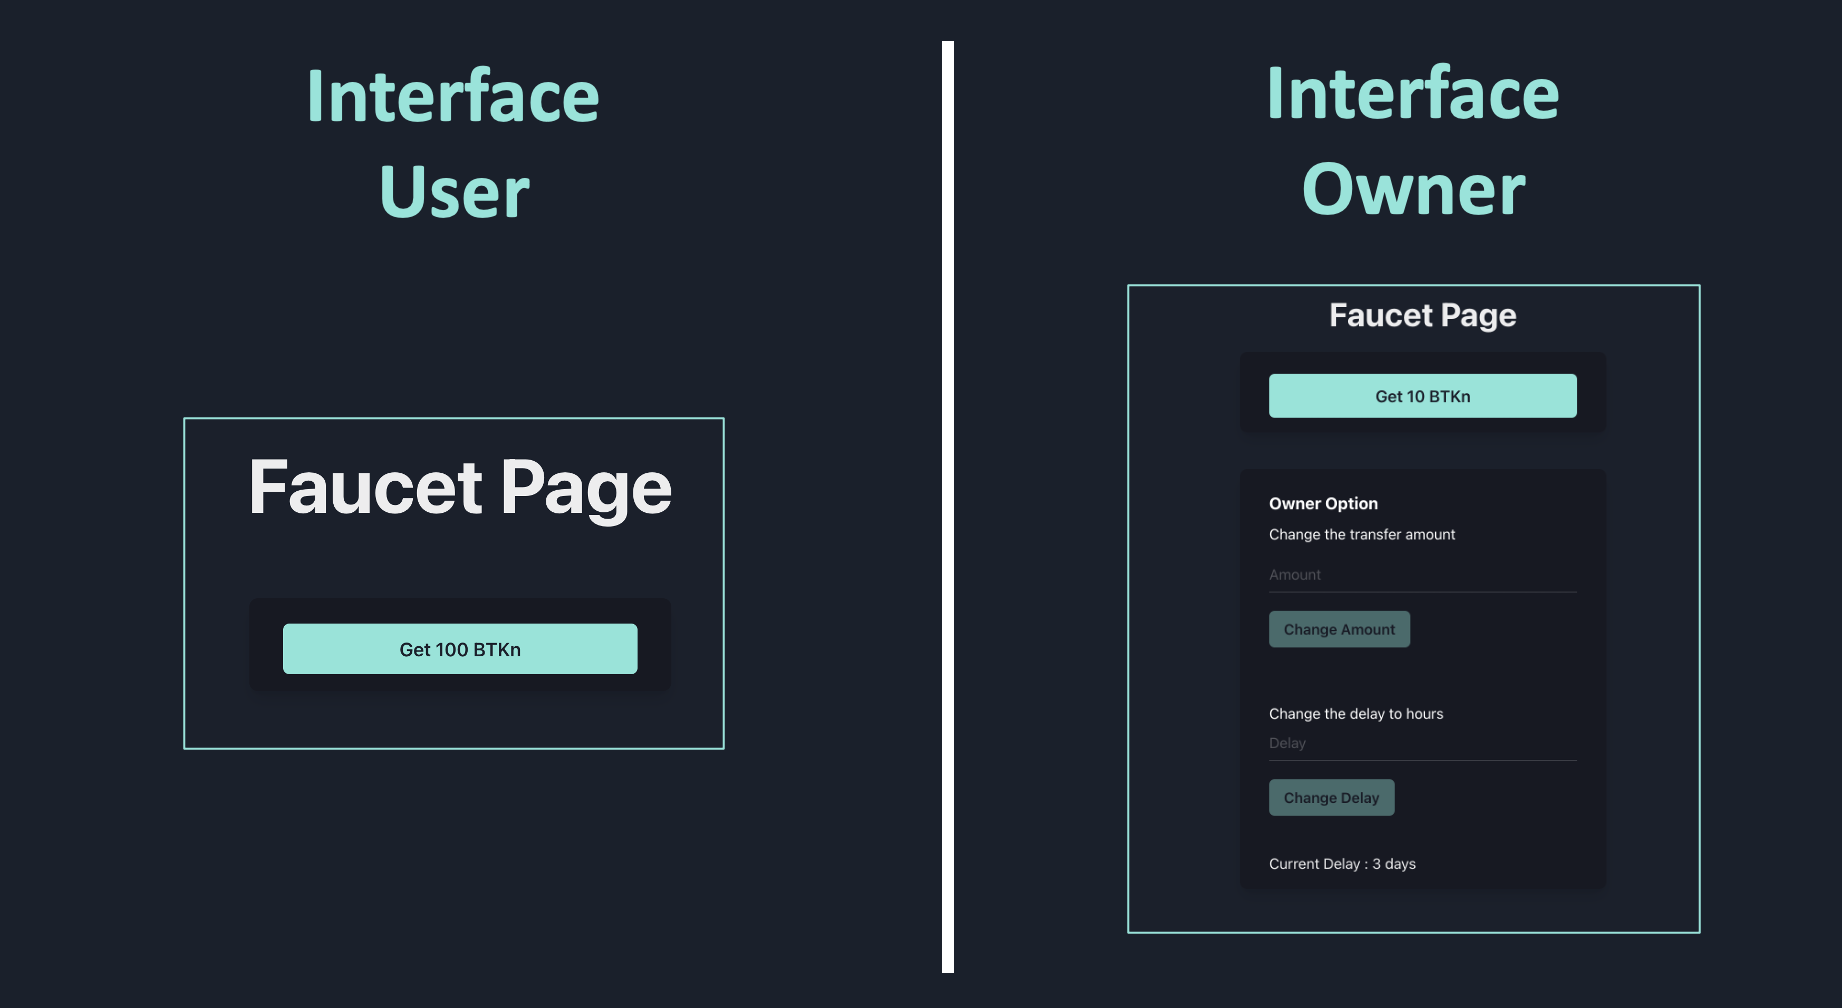 Interface
User
Faucet Page
Get 100 BTKn
Interface
Owner
Faucet Page
Get 10 BTKn
Owner Option
Change the transfer amount
Amount
Change Amount
Change the delay to hours
Delay
Change Delay
Current Delay : 3 days